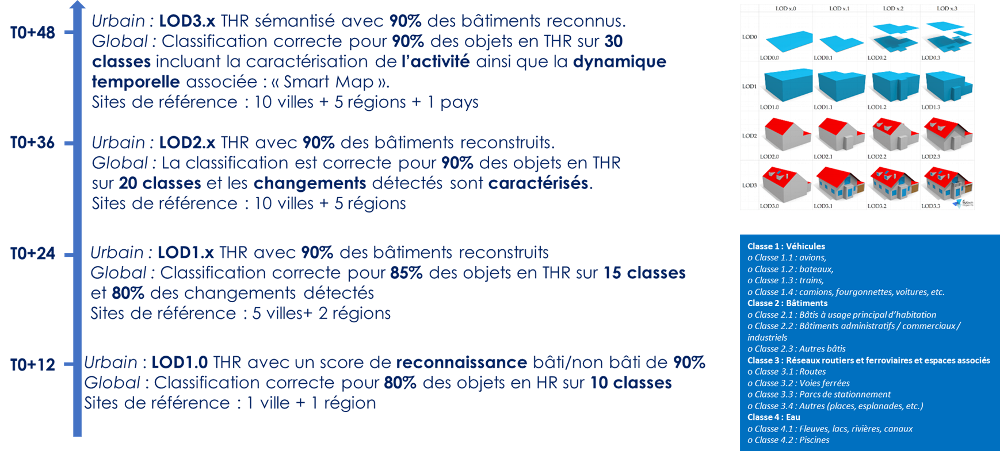 T0+48
Urbain : LOD3.x THR sémantisé avec 90% des bâtiments reconnus.
Global : Classification correcte pour 90% des objets en THR sur 30
classes incluant la caractérisation de l’activité ainsi que la dynamique
temporelle associée : « Smart Map ».
Sites de référence : 10 villes + 5 régions + 1 pays
T0+36
Urbain : LOD2.x THR avec 90% des bâtiments reconstruits.
Global : La classification est correcte pour 90% des objets en THR
sur 20 classes et les changements détectés sont caractérisés.
Sites de référence : 10 villes + 5 régions
T0+24
Urbain : LOD1.x THR avec 90% des bâtiments reconstruits
Global : Classification correcte pour 85% des objets en THR sur 15 classes
et 80% des changements détectés
Sites de référence : 5 villes+ 2 régions
T0+12
Urbain : LOD1.0 THR avec un score de reconnaissance bâti/non bâti de 90%
Global : Classification correcte pour 80% des objets en HR sur 10 classes
Sites de référence : 1 ville + 1 région
LOD x.0 LOD x.1 LOD x.2 LOD x.3
LOD0
LOD0.0 LOD0.1 LOD0.2 LOD0.3
LOD1
LOD1.0 LOD1.1 LOD1.2 LOD1.3
LOD2
LOD2.0 LOD2.1 LOD2.2 LOD2.3
LOD3
LOD3.0 LOD3.1 LOD3.2 LOD3.3
Classe 1 : Véhicules
o Classe 1.1 : avions,
o Classe 1.2 : bateaux,
o Classe 1.3 : trains,
o Classe 1.4 : camions, fourgonnettes, voitures, etc.
Classe 2 : Bâtiments
o Classe 2.1 : Bâtis à usage principal d’habitation
o Classe 2.2 : Bâtiments administratifs / commerciaux /
industriels
o Classe 2.3 : Autres bâtis
Classe 3 : Réseaux routiers et ferroviaires et espaces associés
o Classe 3.1 : Routes
o Classe 3.2 : Voies ferrées
o Classe 3.3 : Parcs de stationnement
o Classe 3.4 : Autres (places, esplanades, etc.)
Classe 4 : Eau
o Classe 4.1 : Fleuves, lacs, rivières, canaux
o Classe 4.2 : Piscines